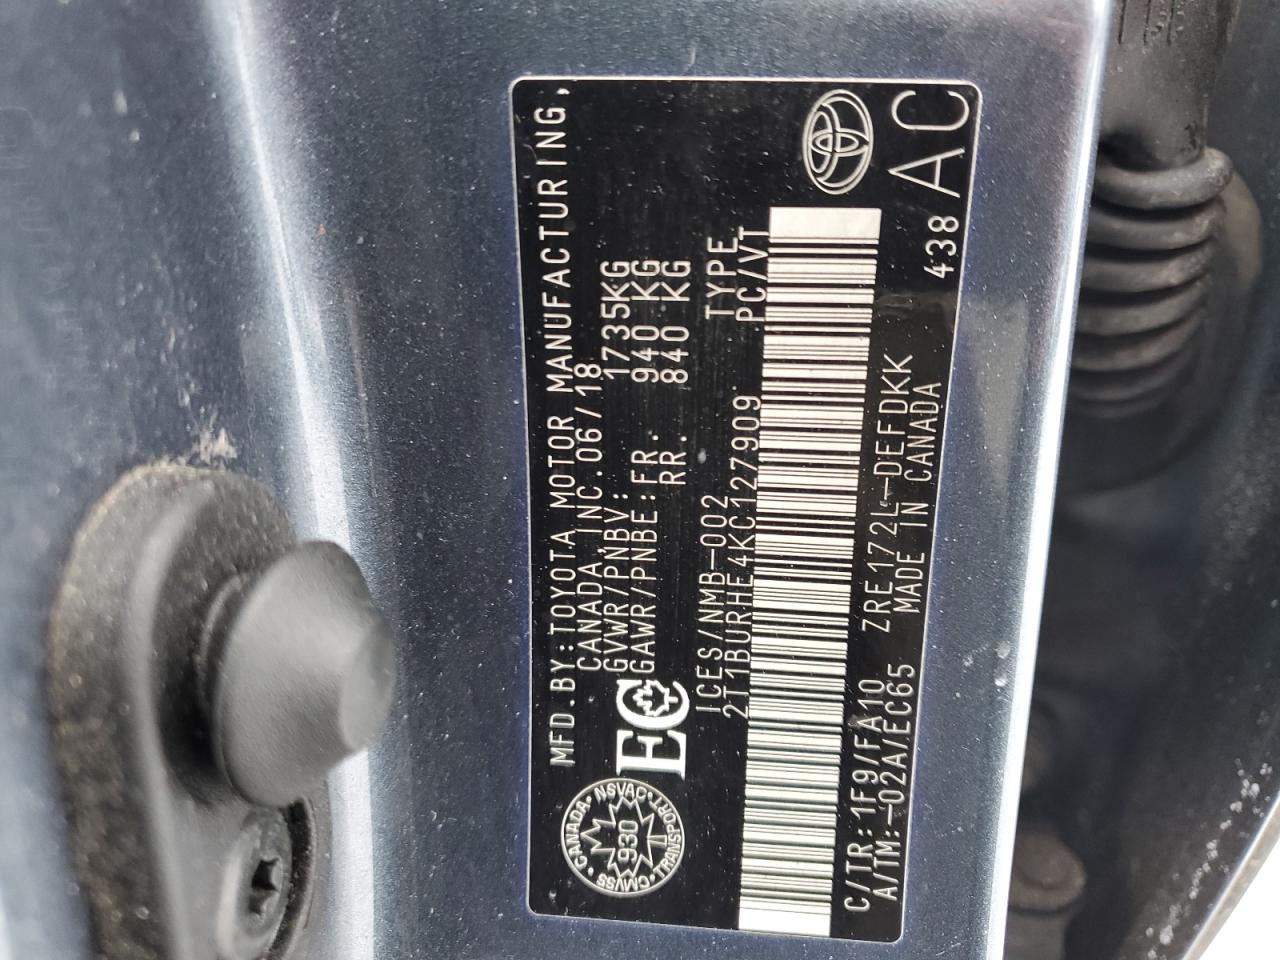 MFD.BY:TOYOTA MOTOR MANUFACTURING,
CANADA,INC. 06/18
GVWR/PNBV: 1735KG
GAWR/PNBE:FR. 940 KG
RR. 840 KG
EC
CANADA NSVAC TRANSPORT CMVSS
930
ICES/NMB-002 TYPE
2T1BURHE4KC127909 PC/VT
C/TR:1F9/FA10 ZRE172L-DEFDKK
A/TM:-02A/EC65 MADE IN CANADA
438 AC